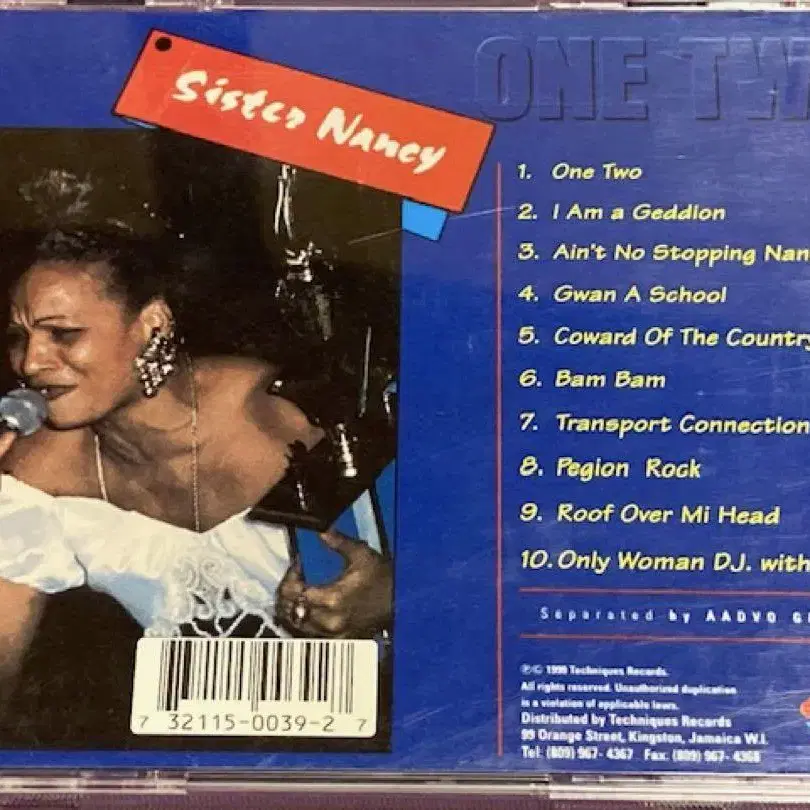 ONE TW
Sister Nancy
1. One Two
2. I Am a Geddion
3. Ain't No Stopping Nan
4. Gwan A School
5. Coward Of The Country
6. Bam Bam
7. Transport Connection
8. Pegion Rock
9. Roof Over Mi Head
10. Only Woman D.J. with
Separated by AADVO G
℗© 1999 Techniques Records.
All rights reserved. Unauthorized duplication
is a violation of applicable laws.
Distributed by Techniques Records
99 Orange Street, Kingston, Jamaica W.I.
Tel: (809) 967- 4367 Fax: (809) 967- 4368
7 32115-0039-2 7